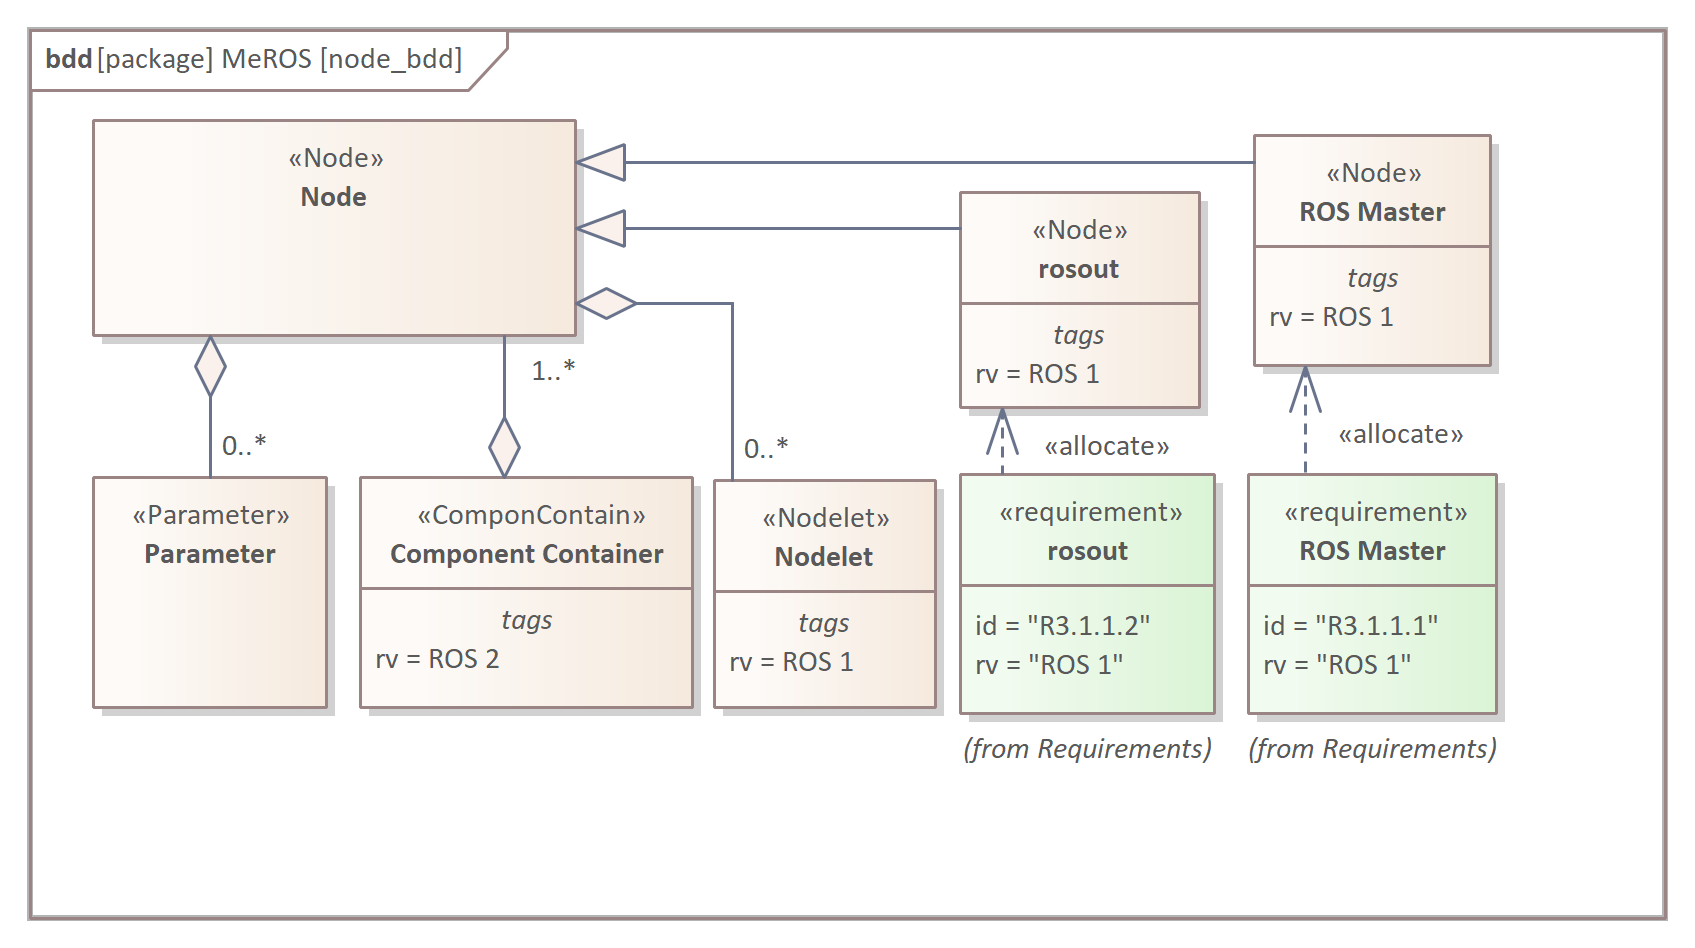 bdd [package] MeROS [node_bdd]
«Node»
Node
«Node»
rosout
tags
rv = ROS 1
«Node»
ROS Master
tags
rv = ROS 1
1..*
0..*
0..*
«allocate»
«allocate»
«Parameter»
Parameter
«ComponContain»
Component Container
tags
rv = ROS 2
«Nodelet»
Nodelet
tags
rv = ROS 1
«requirement»
rosout
id = "R3.1.1.2"
rv = "ROS 1"
(from Requirements)
«requirement»
ROS Master
id = "R3.1.1.1"
rv = "ROS 1"
(from Requirements)